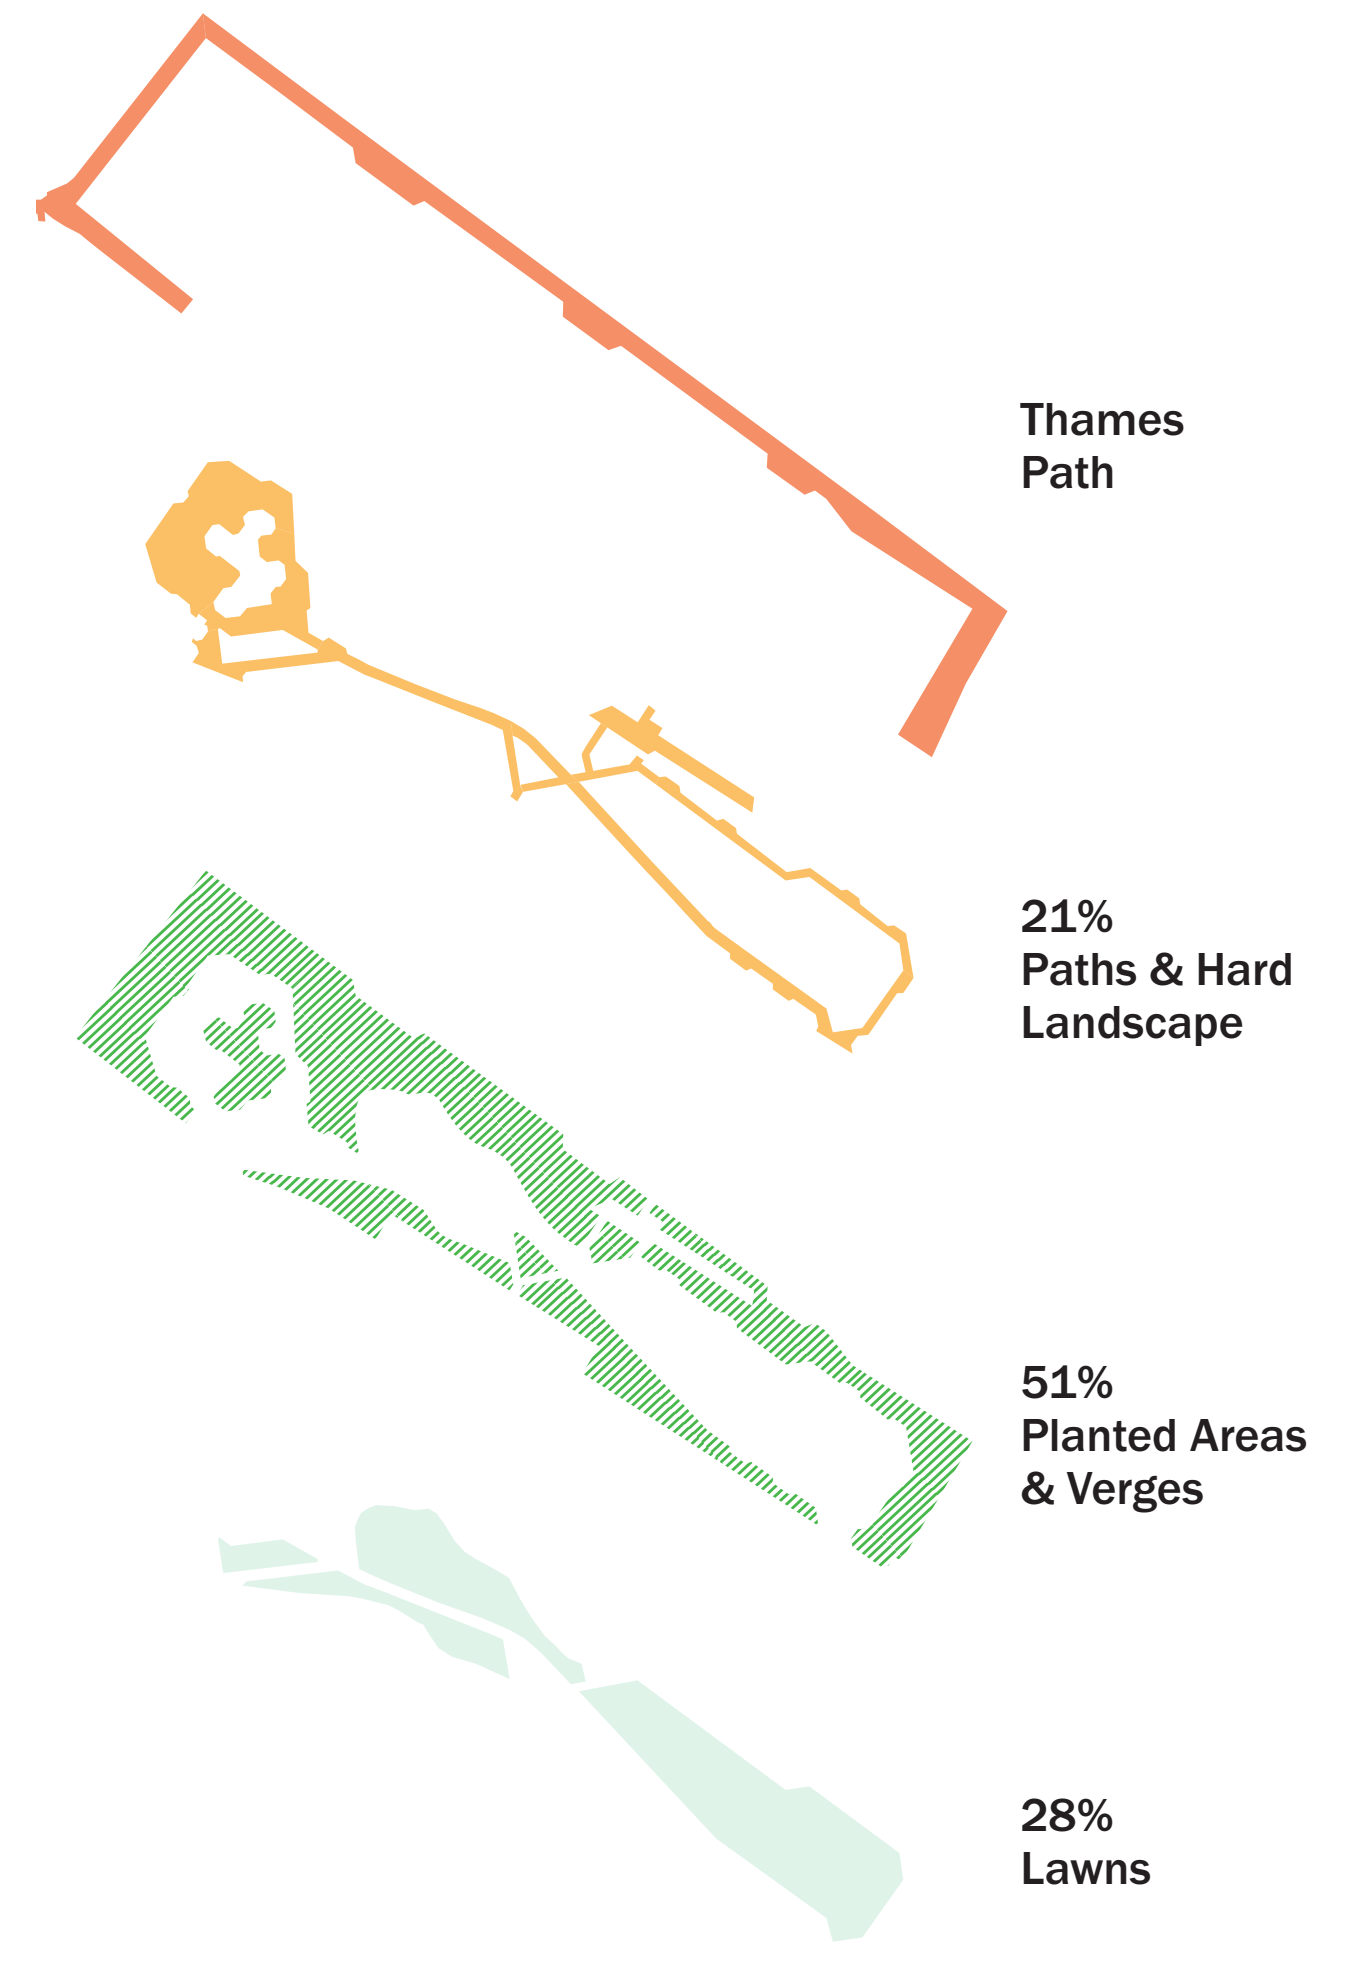 Thames
Path
21%
Paths & Hard
Landscape
51%
Planted Areas
& Verges
28%
Lawns